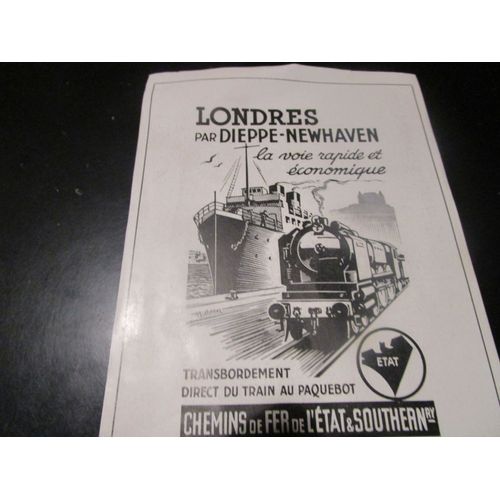 LONDRES
PAR DIEPPE-NEWHAVEN
la voie rapide et
économique
ETAT
TRANSBORDEMENT
DIRECT DU TRAIN AU PAQUEBOT
CHEMINS DE FER DE L'ÉTAT & SOUTHERN RY